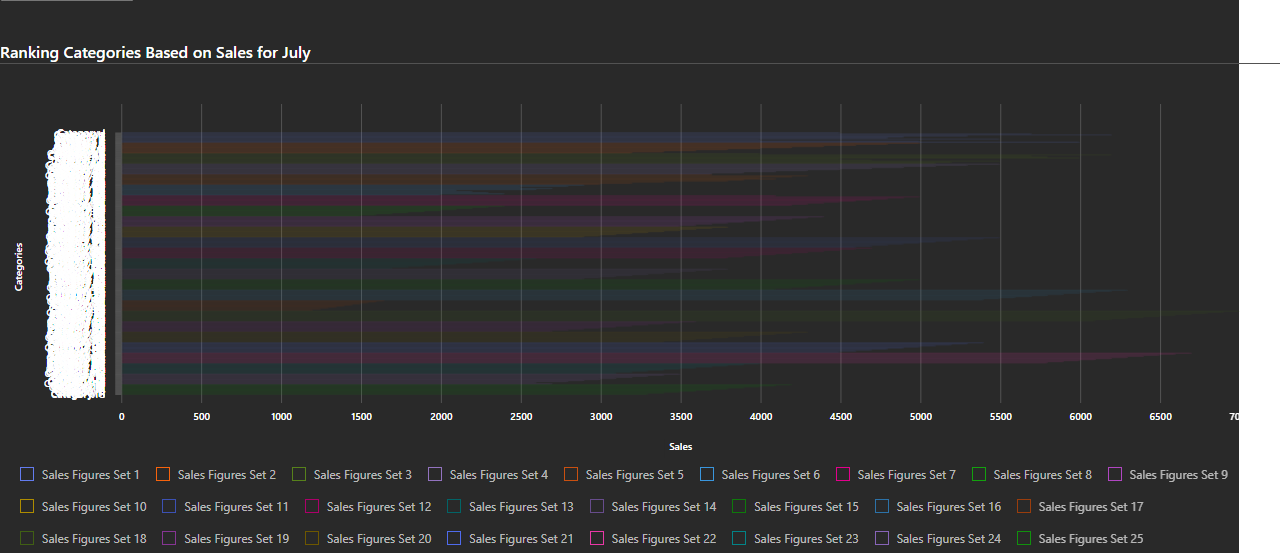 Ranking Categories Based on Sales for July
Categories
0 500 1000 1500 2000 2500 3000 3500 4000 4500 5000 5500 6000 6500
Sales
Sales Figures Set 1 Sales Figures Set 2 Sales Figures Set 3 Sales Figures Set 4 Sales Figures Set 5 Sales Figures Set 6 Sales Figures Set 7 Sales Figures Set 8 Sales Figures Set 9
Sales Figures Set 10 Sales Figures Set 11 Sales Figures Set 12 Sales Figures Set 13 Sales Figures Set 14 Sales Figures Set 15 Sales Figures Set 16 Sales Figures Set 17
Sales Figures Set 18 Sales Figures Set 19 Sales Figures Set 20 Sales Figures Set 21 Sales Figures Set 22 Sales Figures Set 23 Sales Figures Set 24 Sales Figures Set 25